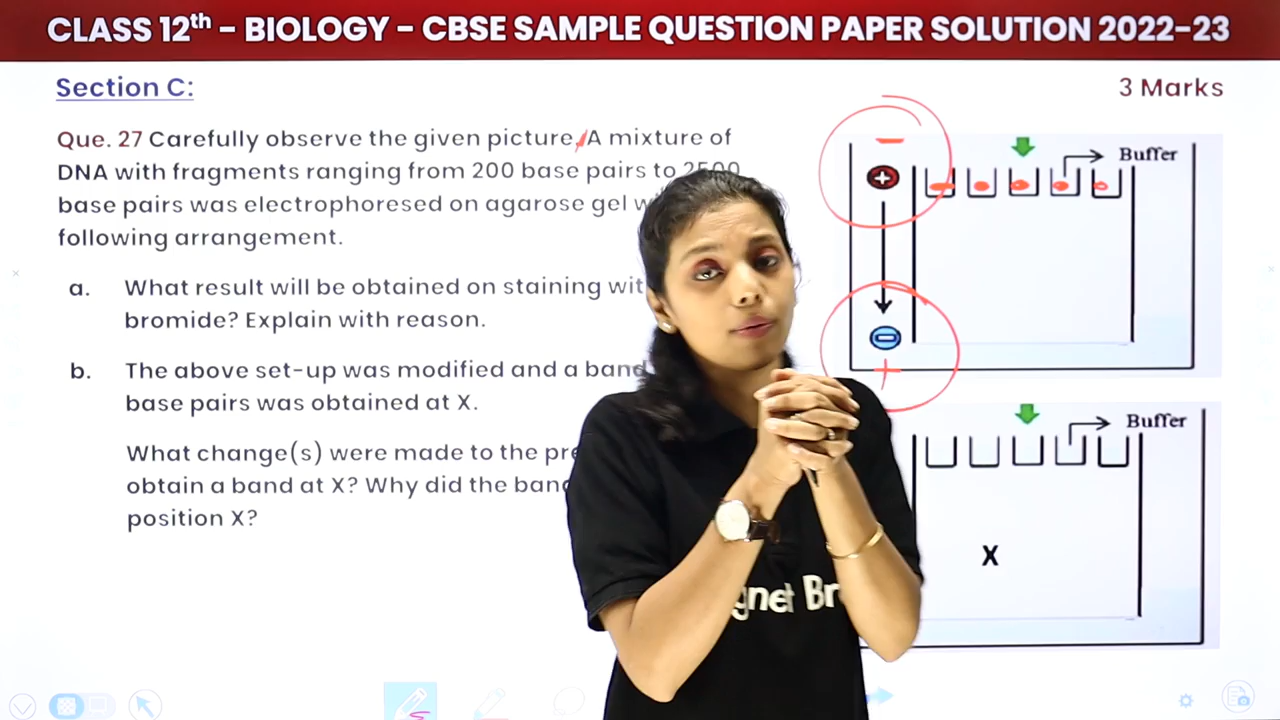 CLASS 12th – BIOLOGY – CBSE SAMPLE QUESTION PAPER SOLUTION 2022-23
Section C:
3 Marks
Que. 27 Carefully observe the given picture, A mixture of
DNA with fragments ranging from 200 base pairs to 2500
base pairs was electrophoresed on agarose gel
following arrangement.
a. What result will be obtained on staining
bromide? Explain with reason.
b. The above set-up was modified and a band
base pairs was obtained at X.
What change(s) were made to the
obtain a band at X? Why did the
position X?
Buffer
+
−
Buffer
X
gnet Br